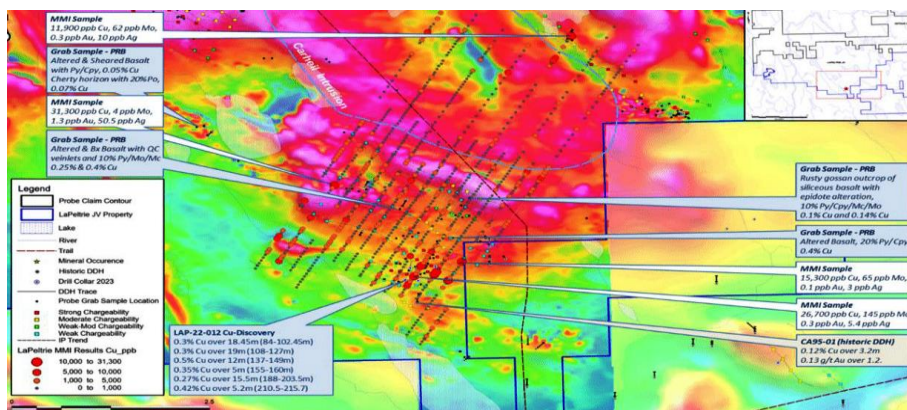 MMI Sample
11,900 ppb Cu, 62 ppb Mo,
0.3 ppb Au, 10 ppb Ag
Grab Sample - PRB
Altered & Sheared Basalt
with Py/Cpy, 0.05% Cu
Cherty horizon with 20%Po,
0.07% Cu
MMI Sample
31,300 ppb Cu, 4 ppb Mo,
1.3 ppb Au, 50.5 ppb Ag
Grab Sample - PRB
Altered & Bx Basalt with QC
veinlets and 10% Py/Mo/Mc
0.25% & 0.4% Cu
Carheil Intrusion
Legend
Probe Claim Contour
LaPeltrie JV Property
Lake
River
Trail
Mineral Occurence
Historic DDH
Drill Collar 2023
DDH Trace
Probe Grab Sample Location
Strong Chargeability
Moderate Chargeability
Weak-Mod Chargeability
Weak Chargeability
IP Trend
LaPeltrie MMI Results Cu_ppb
10,000 to 31,300
5,000 to 10,000
1,000 to 5,000
0 to 1,000
2.5
LAP-22-012 Cu-Discovery
0.3% Cu over 18.45m (84-102.45m)
0.3% Cu over 19m (108-127m)
0.5% Cu over 12m (137-149m)
0.35% Cu over 5m (155-160m)
0.27% Cu over 15.5m (188-203.5m)
0.42% Cu over 5.2m (210.5-215.7)
Grab Sample - PRB
Rusty gossan outcrop of
siliceous basalt with
epidote alteration,
10% Py/Cpy/Mc/Mo
0.1% Cu and 0.14% Cu
Grab Sample - PRB
Altered Basalt, 20% Py/Cpy
0.4% Cu
MMI Sample
15,300 ppb Cu, 65 ppb Mo,
0.1 ppb Au, 3 ppb Ag
MMI Sample
26,700 ppb Cu, 145 ppb Mo
0.3 ppb Au, 5.4 ppb Ag
CA95-01 (historic DDH)
0.12% Cu over 3.2m
0.13 g/t Au over 1.2.